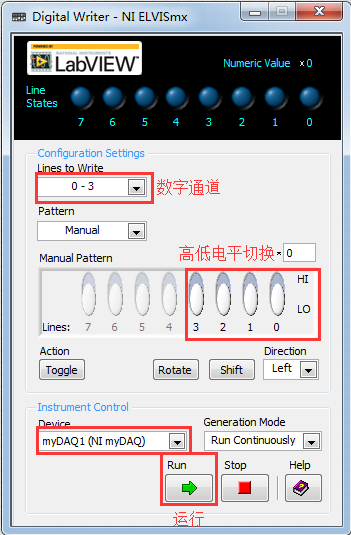 Digital Writer - NI ELVISmx
POWERED BY
NATIONAL INSTRUMENTS
LabVIEW
Numeric Value x 0
Line States
7 6 5 4 3 2 1 0
Configuration Settings
Lines to Write
0 - 3
数字通道
Pattern
Manual
高低电平切换
Manual Pattern
x 0
HI
LO
Lines: 7 6 5 4 3 2 1 0
Action
Direction
Toggle
Rotate
Shift
Left
Instrument Control
Device
Generation Mode
myDAQ1 (NI myDAQ)
Run Continuously
Run
Stop
Help
运行